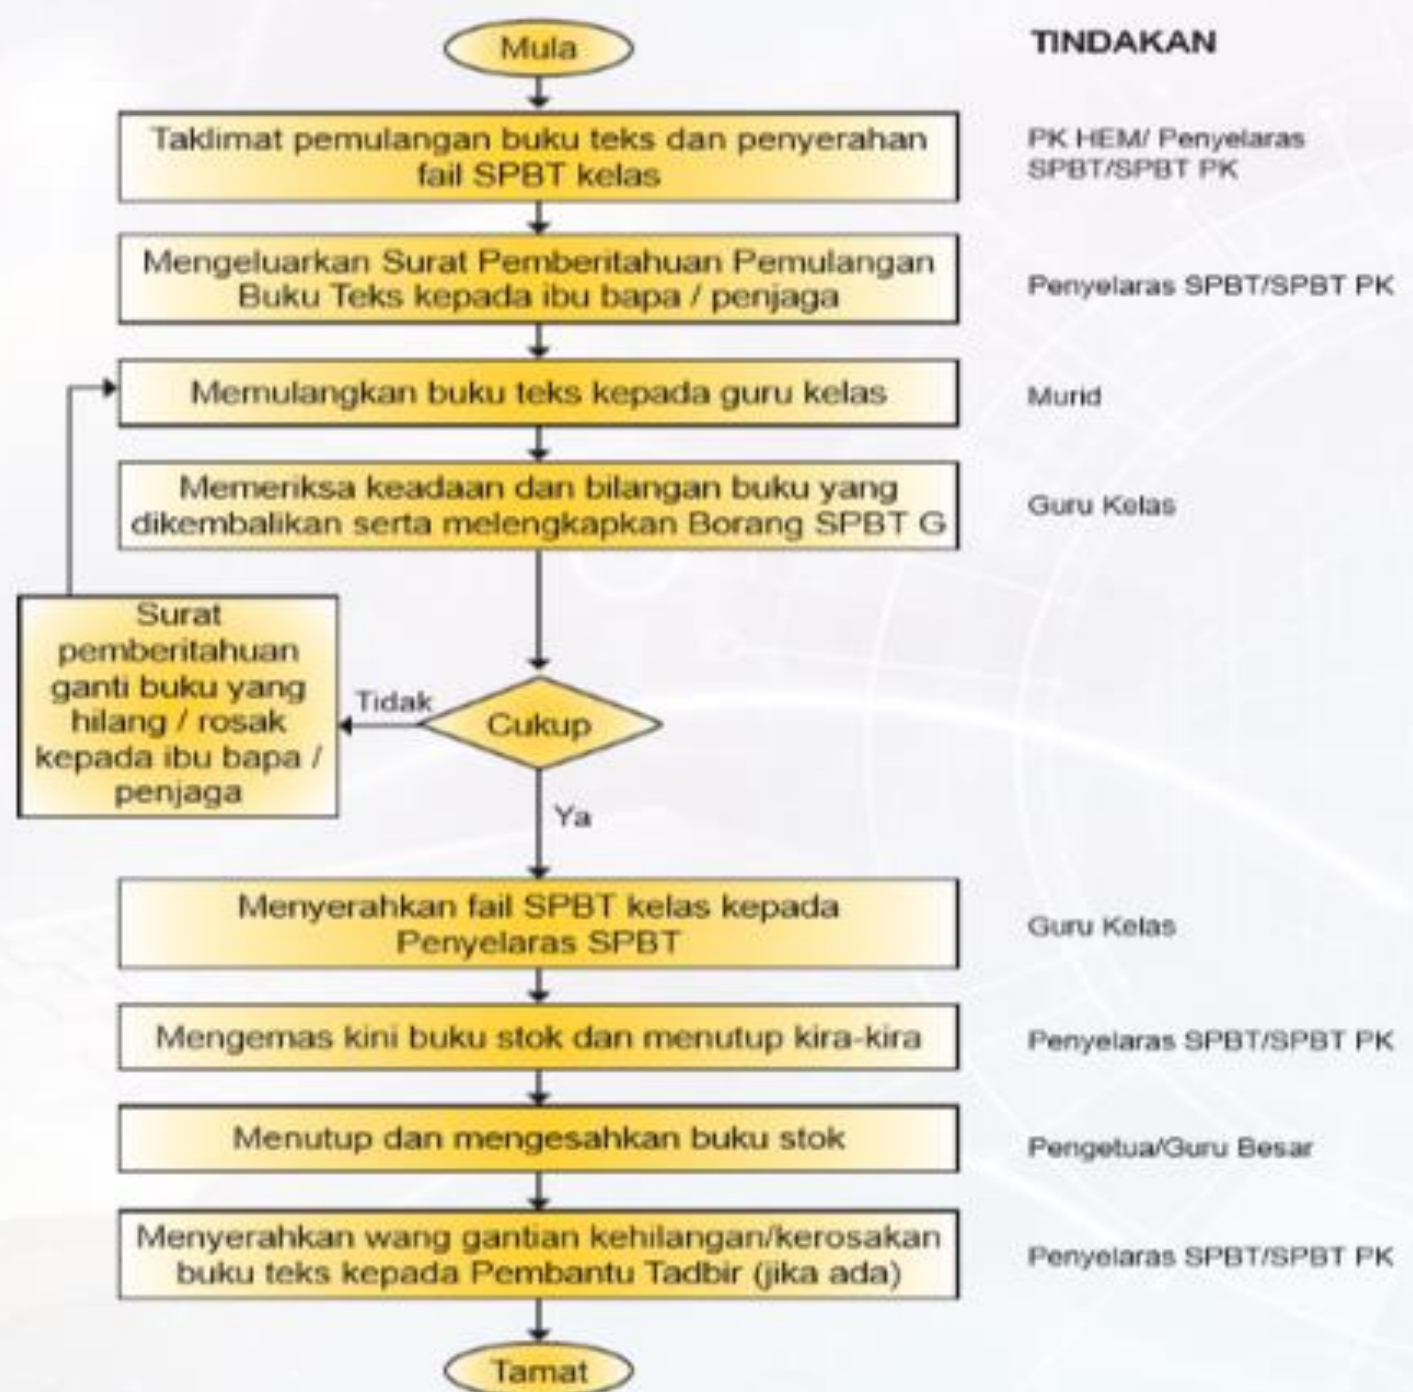 Mula
TINDAKAN
Taklimat pemulangan buku teks dan penyerahan
fail SPBT kelas
PK HEM/ Penyelaras
SPBT/SPBT PK
Mengeluarkan Surat Pemberitahuan Pemulangan
Buku Teks kepada ibu bapa / penjaga
Penyelaras SPBT/SPBT PK
Memulangkan buku teks kepada guru kelas
Murid
Memeriksa keadaan dan bilangan buku yang
dikembalikan serta melengkapkan Borang SPBT G
Guru Kelas
Surat
pemberitahuan
ganti buku yang
hilang / rosak
kepada ibu bapa /
penjaga
Tidak
Cukup
Ya
Menyerahkan fail SPBT kelas kepada
Penyelaras SPBT
Guru Kelas
Mengemas kini buku stok dan menutup kira-kira
Penyelaras SPBT/SPBT PK
Menutup dan mengesahkan buku stok
Pengetua/Guru Besar
Menyerahkan wang gantian kehilangan/kerosakan
buku teks kepada Pembantu Tadbir (jika ada)
Penyelaras SPBT/SPBT PK
Tamat